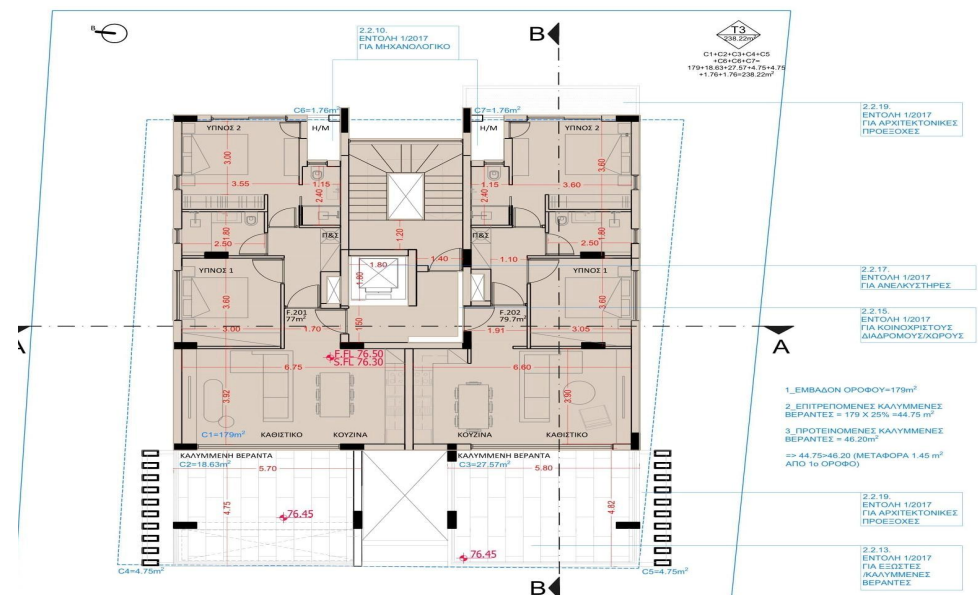 B
2.2.10.
ΕΝΤΟΛΗ 1/2017
ΓΙΑ ΜΗΧΑΝΟΛΟΓΙΚΟ
B
T3
238.22m²
C1+C2+C3+C4+C5
+C6+C6+C7=
179+18.63+27.57+4.75+4.75
+1.76+1.76=238.22m²
C6=1.76m²
C7=1.76m²
2.2.19.
ΕΝΤΟΛΗ 1/2017
ΓΙΑ ΑΡΧΙΤΕΚΤΟΝΙΚΕΣ
ΠΡΟΕΞΟΧΕΣ
ΥΠΝΟΣ 2
Η/Μ
Η/Μ
ΥΠΝΟΣ 2
3.00
3.60
3.55
1.15
1.15
3.60
2.40
2.40
1.80
1.20
1.80
2.50
Π&Σ
Π&Σ
2.50
1.40
1.10
1.80
1.80
ΥΠΝΟΣ 1
ΥΠΝΟΣ 1
2.2.17.
ΕΝΤΟΛΗ 1/2017
ΓΙΑ ΑΝΕΛΚΥΣΤΗΡΕΣ
3.60
3.60
F.201
77m²
F.202
79.7m²
1.50
3.00
1.70
1.91
3.05
2.2.15.
ΕΝΤΟΛΗ 1/2017
ΓΙΑ ΚΟΙΝΟΧΡΙΣΤΟΥΣ
ΔΙΑΔΡΟΜΟΥΣ/ΧΩΡΟΥΣ
A
A
F.FL 76.50
S.FL 76.30
6.75
6.60
3.92
3.90
1_ΕΜΒΑΔΟΝ ΟΡΟΦΟΥ=179m²
2_ΕΠΙΤΡΕΠΟΜΕΝΕΣ ΚΑΛΥΜΜΕΝΕΣ
ΒΕΡΑΝΤΕΣ = 179 X 25% =44.75 m²
3_ΠΡΟΤΕΙΝΟΜΕΝΕΣ ΚΑΛΥΜΜΕΝΕΣ
ΒΕΡΑΝΤΕΣ = 46.20m²
=> 44.75>46.20 (ΜΕΤΑΦΟΡΑ 1.45 m²
ΑΠΟ 1ο ΟΡΟΦΟ)
C1=179m²
ΚΑΘΙΣΤΙΚΟ
ΚΟΥΖΙΝΑ
ΚΟΥΖΙΝΑ
ΚΑΘΙΣΤΙΚΟ
ΚΑΛΥΜΜΕΝΗ ΒΕΡΑΝΤΑ
C2=18.63m²
ΚΑΛΥΜΜΕΝΗ ΒΕΡΑΝΤΑ
C3=27.57m²
5.70
5.80
4.75
4.82
76.45
76.45
2.2.19.
ΕΝΤΟΛΗ 1/2017
ΓΙΑ ΑΡΧΙΤΕΚΤΟΝΙΚΕΣ
ΠΡΟΕΞΟΧΕΣ
2.2.13.
ΕΝΤΟΛΗ 1/2017
ΓΙΑ ΕΞΩΣΤΕΣ
/ΚΑΛΥΜΜΕΝΕΣ
ΒΕΡΑΝΤΕΣ
C4=4.75m²
C5=4.75m²
B